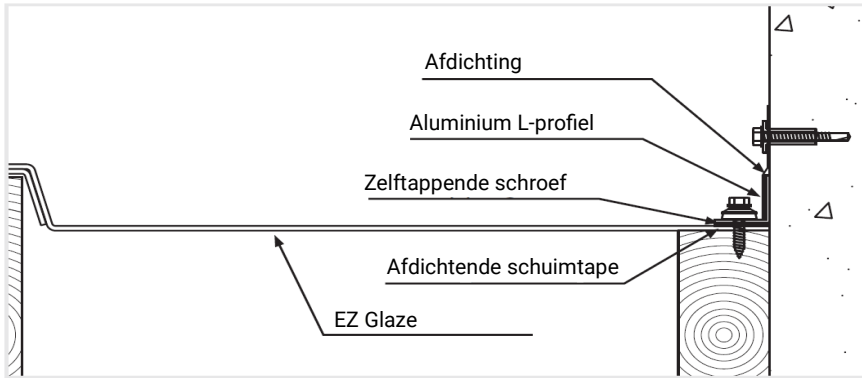 Afdichting
Aluminium L-profiel
Zelftappende schroef
Afdichtende schuimtape
EZ Glaze